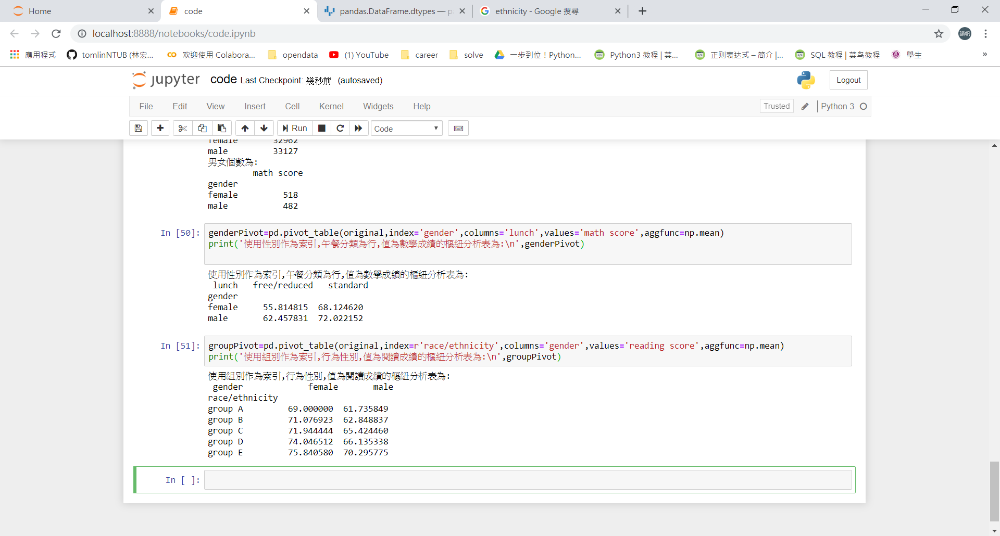 Home
code
pandas.DataFrame.dtypes — p
ethnicity - Google 搜尋
localhost:8888/notebooks/code.ipynb
應用程式
tomlinNTUB (林宏...
欢迎使用 Colabora...
opendata
(1) YouTube
career
solve
一步到位！Python...
Python3 教程 | 菜...
正则表达式 – 简介 |...
SQL 教程 | 菜鸟教程
學生
»
jupyter code Last Checkpoint: 幾秒前 (autosaved)
Logout
File Edit View Insert Cell Kernel Widgets Help
Trusted
Python 3
Run
Code
female 32962
male 33127
男女個數為:
math score
gender
female 518
male 482
In [50]:
genderPivot=pd.pivot_table(original,index='gender',columns='lunch',values='math score',aggfunc=np.mean)
print('使用性別作為索引,午餐分類為行,值為數學成績的樞紐分析表為:\n',genderPivot)
使用性別作為索引,午餐分類為行,值為數學成績的樞紐分析表為:
lunch free/reduced standard
gender
female 55.814815 68.124620
male 62.457831 72.022152
In [51]:
groupPivot=pd.pivot_table(original,index=r'race/ethnicity',columns='gender',values='reading score',aggfunc=np.mean)
print('使用組別作為索引,行為性別,值為閱讀成績的樞紐分析表為:\n',groupPivot)
使用組別作為索引,行為性別,值為閱讀成績的樞紐分析表為:
gender female male
race/ethnicity
group A 69.000000 61.735849
group B 71.076923 62.848837
group C 71.944444 65.424460
group D 74.046512 66.135338
group E 75.840580 70.295775
In [ ]: